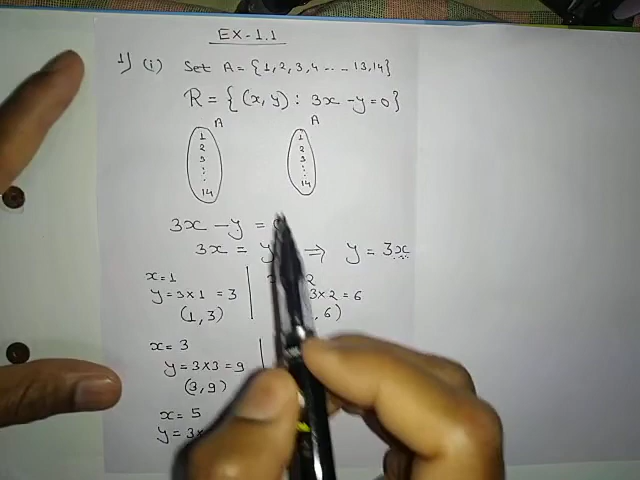 EX-1.1
1) (i) Set A = {1, 2, 3, 4 ---- 13, 14}
R = {(x, y) : 3x - y = 0}
A A
1 1
2 2
3 3
⋮ ⋮
14 14
3x - y =
3x = y ⇒ y = 3x
x = 1 2
y = 3×1 = 3 3×2 = 6
(1, 3) , 6)
x = 3
y = 3×3 = 9
(3, 9)
x = 5
y = 3×